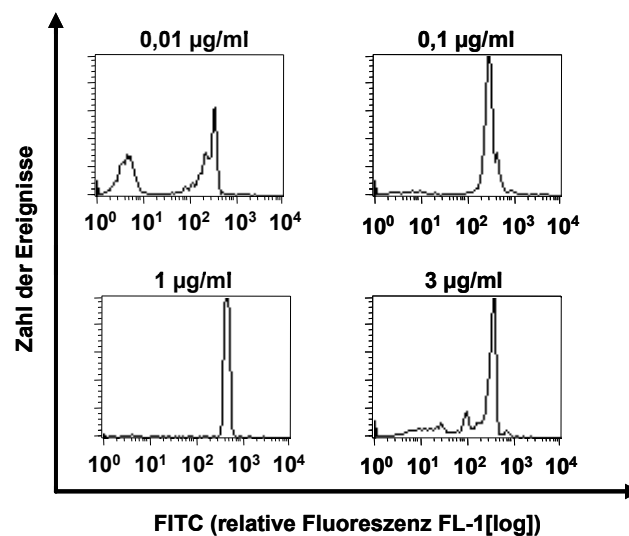 0,01 µg/ml
0,1 µg/ml
10⁰ 10¹ 10² 10³ 10⁴
10⁰ 10¹ 10² 10³ 10⁴
1 µg/ml
3 µg/ml
10⁰ 10¹ 10² 10³ 10⁴
10⁰ 10¹ 10² 10³ 10⁴
Zahl der Ereignisse
FITC (relative Fluoreszenz FL-1[log])